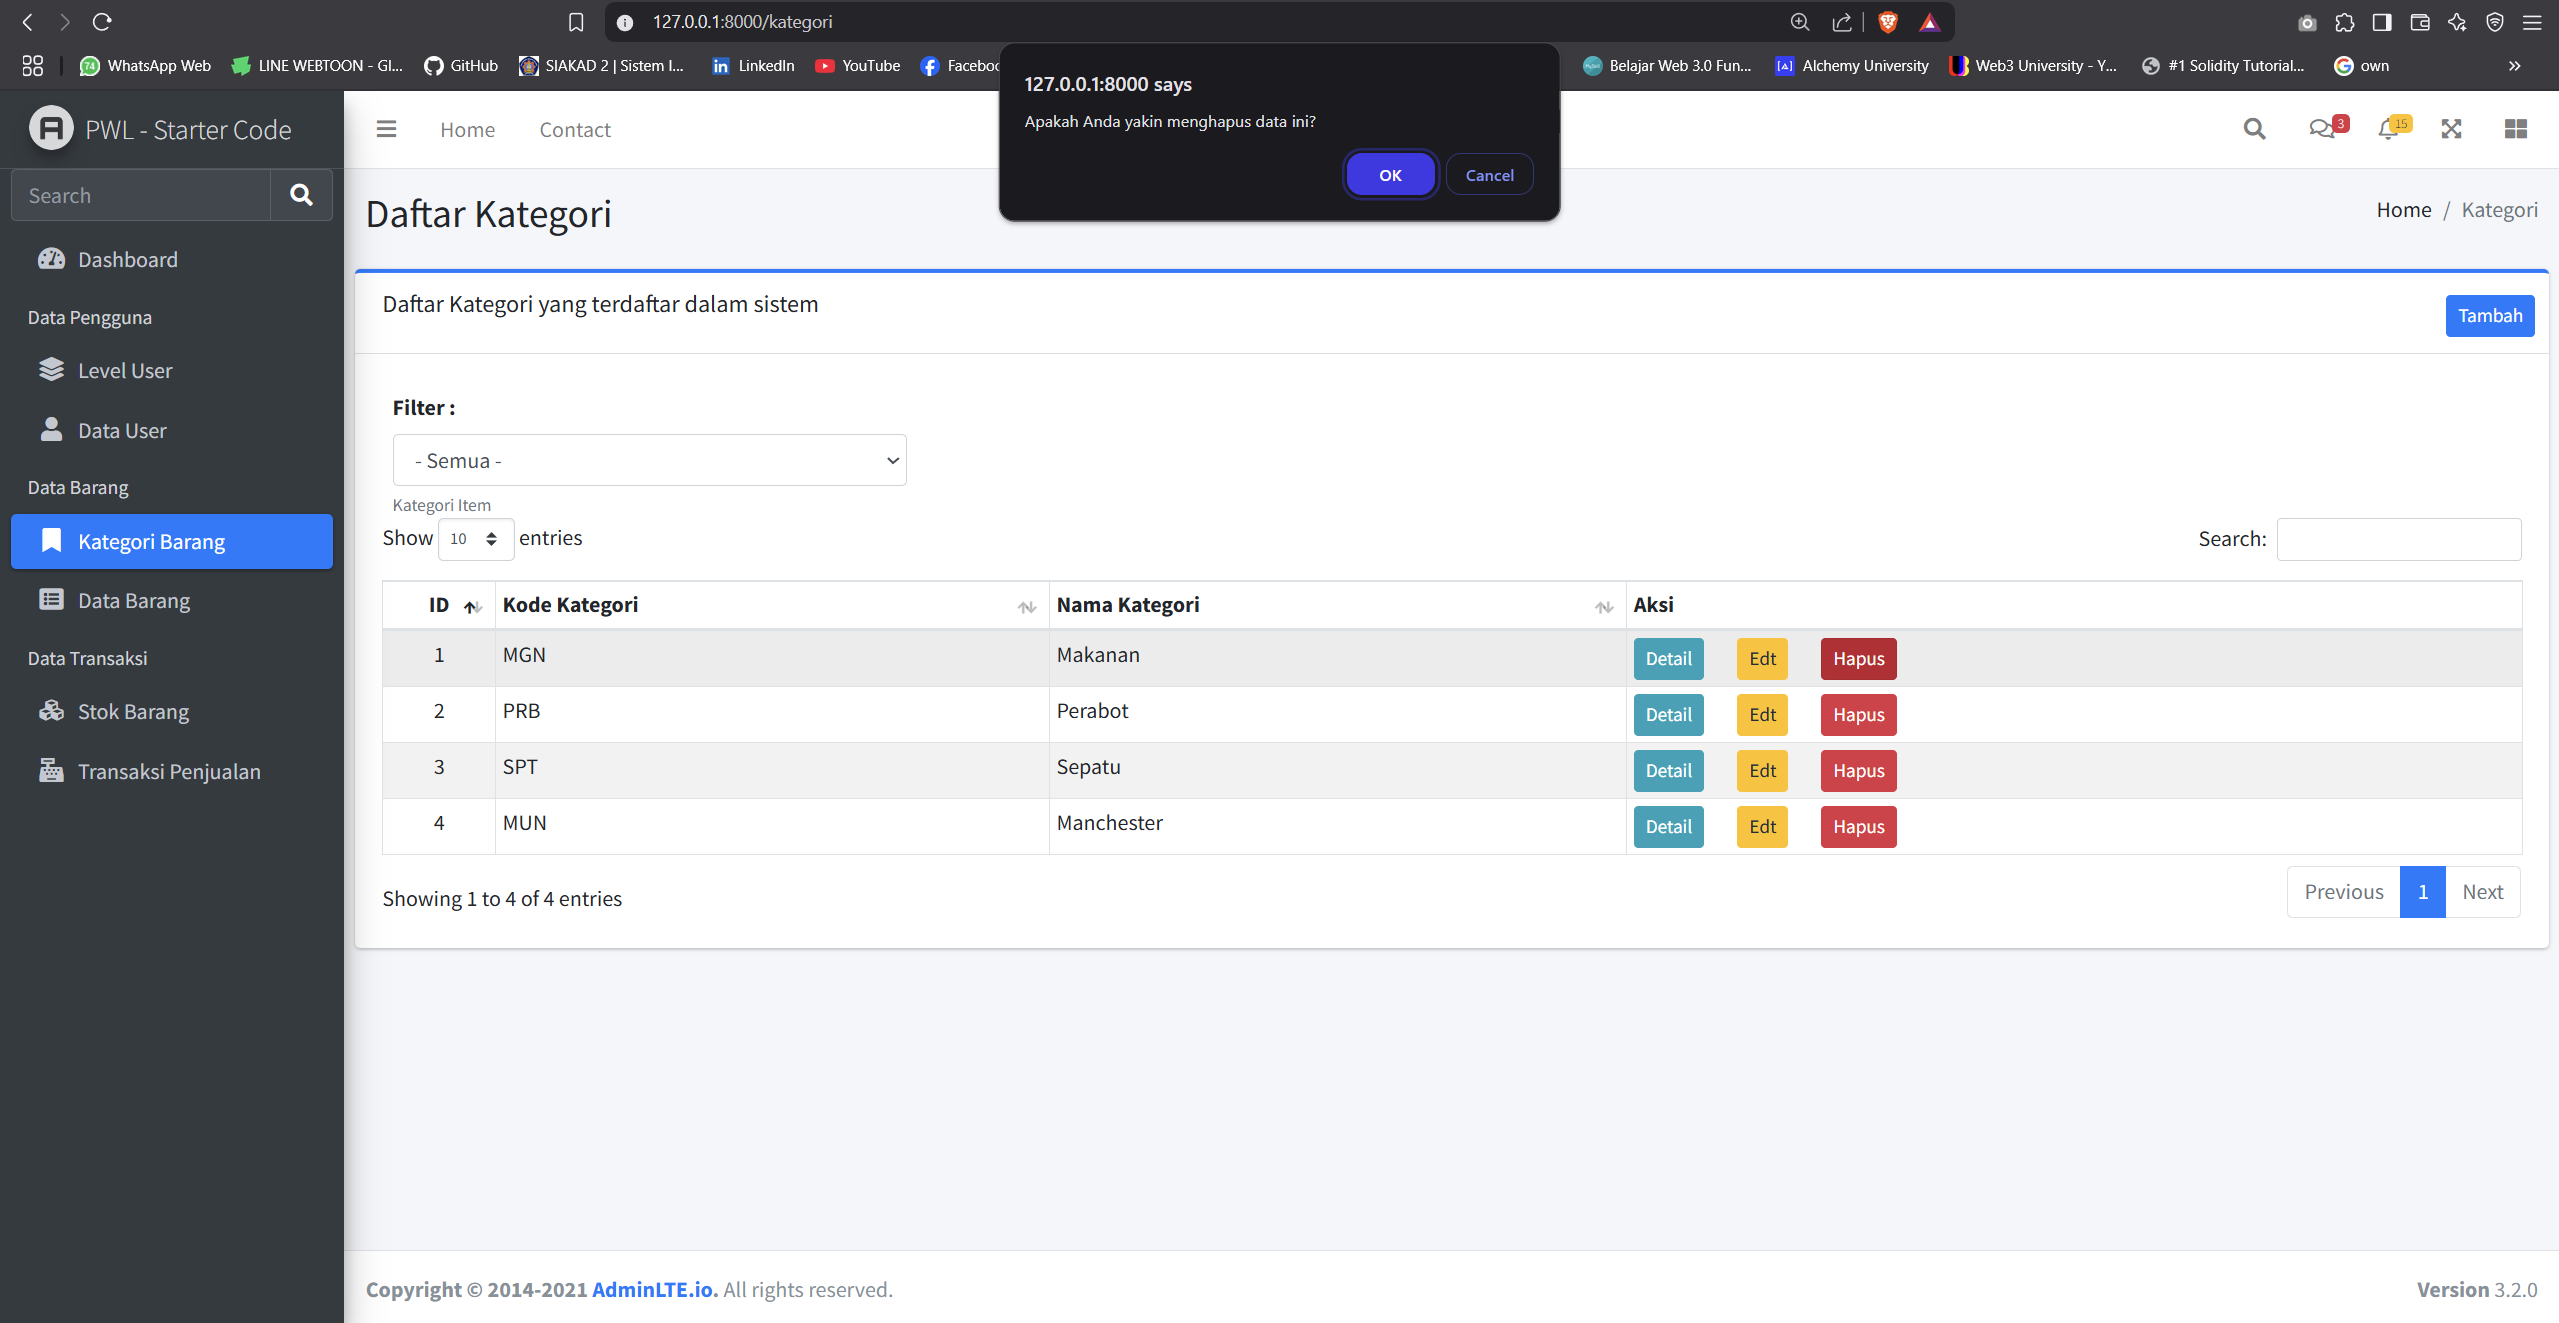 127.0.0.1:8000/kategori
WhatsApp Web
LINE WEBTOON - GI...
GitHub
SIAKAD 2 | Sistem I...
LinkedIn
YouTube
Faceboo
Belajar Web 3.0 Fun...
Alchemy University
Web3 University - Y...
#1 Solidity Tutorial...
own
127.0.0.1:8000 says
Apakah Anda yakin menghapus data ini?
OK
Cancel
PWL - Starter Code
Home
Contact
3
15
Search
Dashboard
Data Pengguna
Level User
Data User
Data Barang
Kategori Barang
Data Barang
Data Transaksi
Stok Barang
Transaksi Penjualan
Daftar Kategori
Home / Kategori
Daftar Kategori yang terdaftar dalam sistem
Tambah
Filter :
- Semua -
Kategori Item
Show 10 entries
Search:
ID Kode Kategori Nama Kategori Aksi
1 MGN Makanan Detail Edt Hapus
2 PRB Perabot Detail Edt Hapus
3 SPT Sepatu Detail Edt Hapus
4 MUN Manchester Detail Edt Hapus
Showing 1 to 4 of 4 entries
Previous 1 Next
Copyright © 2014-2021 AdminLTE.io. All rights reserved.
Version 3.2.0